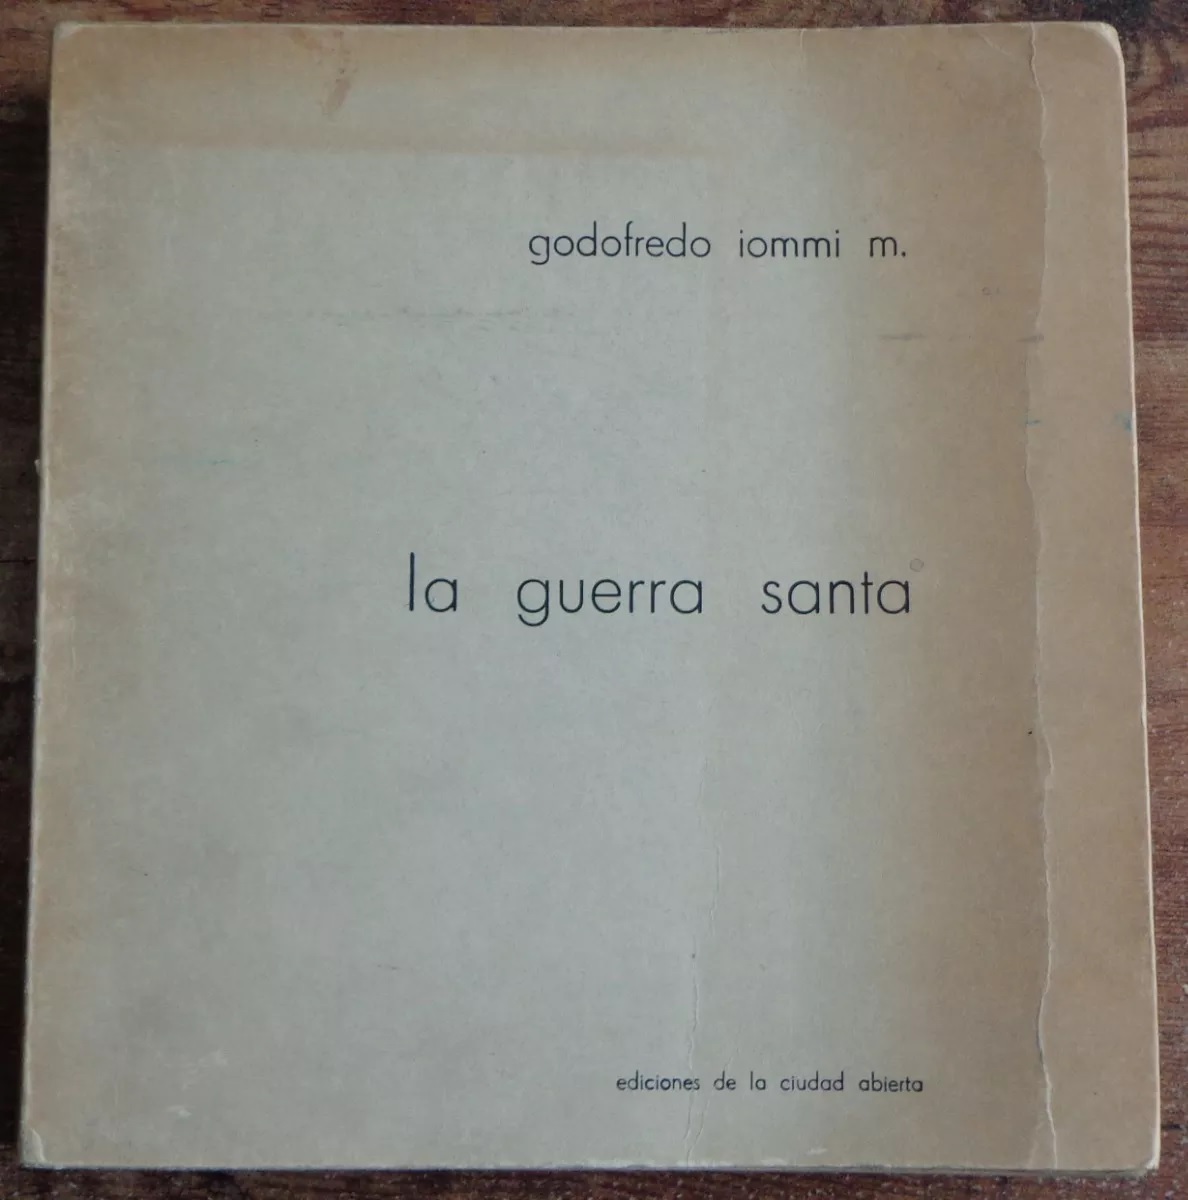 godofredo iommi m.
la guerra santa
ediciones de la ciudad abierta